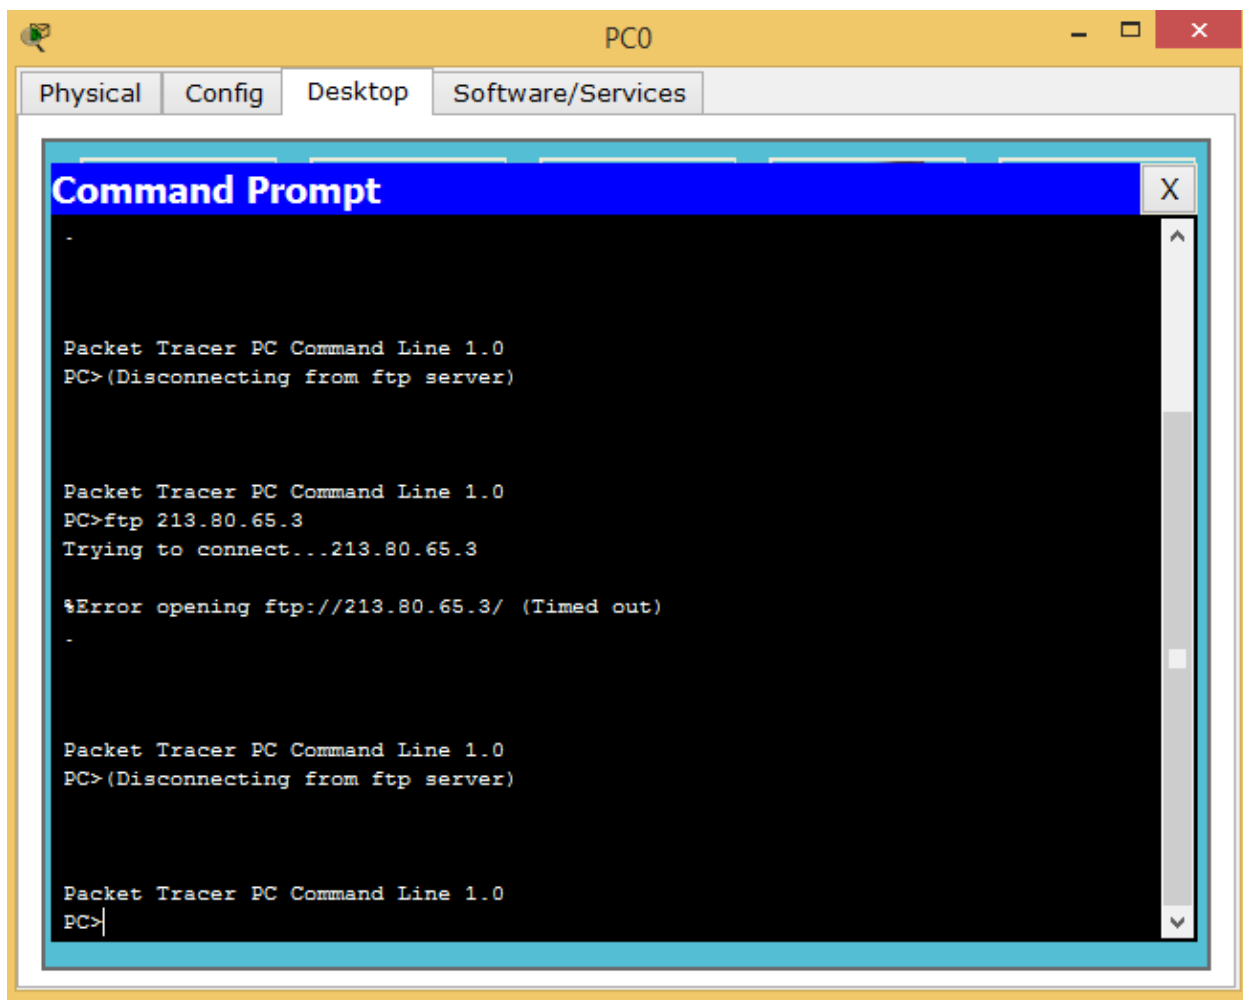 PC0
Physical Config Desktop Software/Services
Command Prompt X
-
Packet Tracer PC Command Line 1.0
PC>(Disconnecting from ftp server)
Packet Tracer PC Command Line 1.0
PC>ftp 213.80.65.3
Trying to connect...213.80.65.3
%Error opening ftp://213.80.65.3/ (Timed out)
-
Packet Tracer PC Command Line 1.0
PC>(Disconnecting from ftp server)
Packet Tracer PC Command Line 1.0
PC>